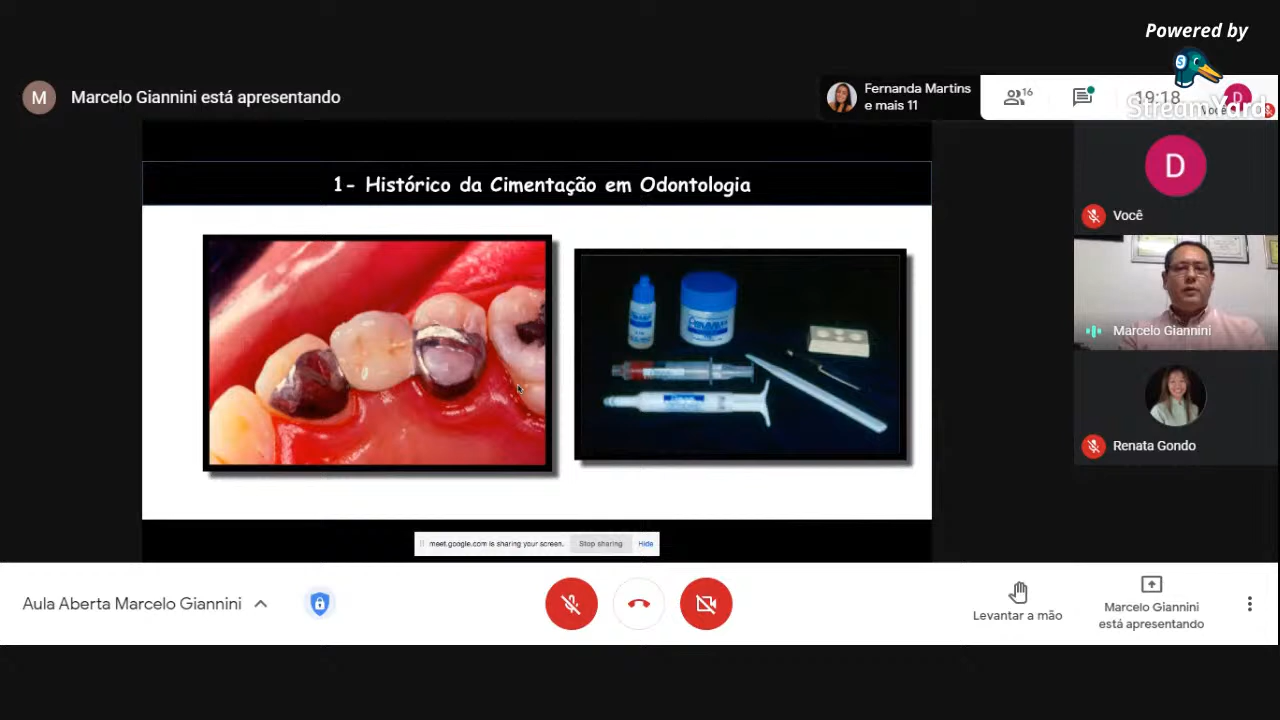 Powered by
StreamYard
M
Marcelo Giannini está apresentando
Fernanda Martins
e mais 11
16
19:18
D
Você
1- Histórico da Cimentação em Odontologia
D
Você
Marcelo Giannini
Renata Gondo
meet.google.com is sharing your screen.
Stop sharing
Hide
Aula Aberta Marcelo Giannini
Levantar a mão
Marcelo Giannini
está apresentando